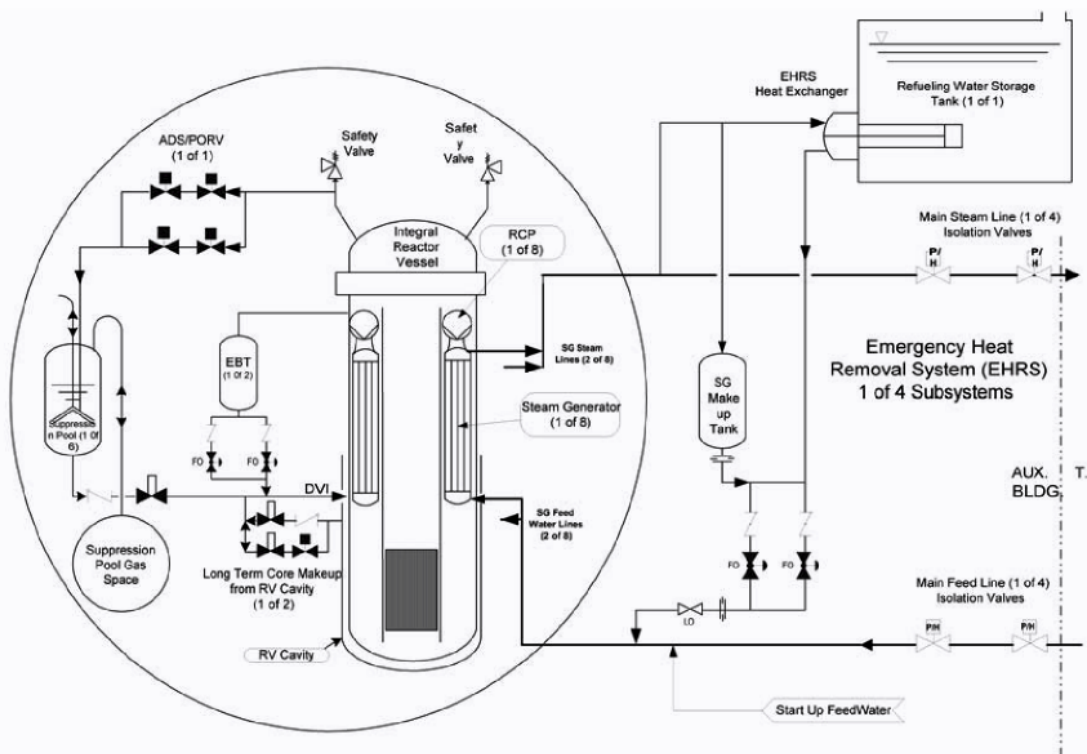 EHRS
Heat Exchanger
Refueling Water Storage
Tank (1 of 1)
ADS/PORV
(1 of 1)
Safety
Valve
Safet
y
Valve
Integral
Reactor
Vessel
RCP
(1 of 8)
Main Steam Line (1 of 4)
Isolation Valves
P/
H
P/
H
SG Steam
Lines (2 of 8)
EBT
(1 of 2)
Emergency Heat
Removal System (EHRS)
1 of 4 Subsystems
SG
Make
up
Tank
Steam Generator
(1 of 8)
Suppressio
n Pool (1 of
6)
FO
FO
DVI
AUX.
BLDG.
T.
SG Feed
Water Lines
(2 of 8)
Suppression
Pool Gas
Space
Long Term Core Makeup
from RV Cavity
(1 of 2)
FO
FO
Main Feed Line (1 of 4)
Isolation Valves
LO
P/H
P/H
RV Cavity
Start Up FeedWater